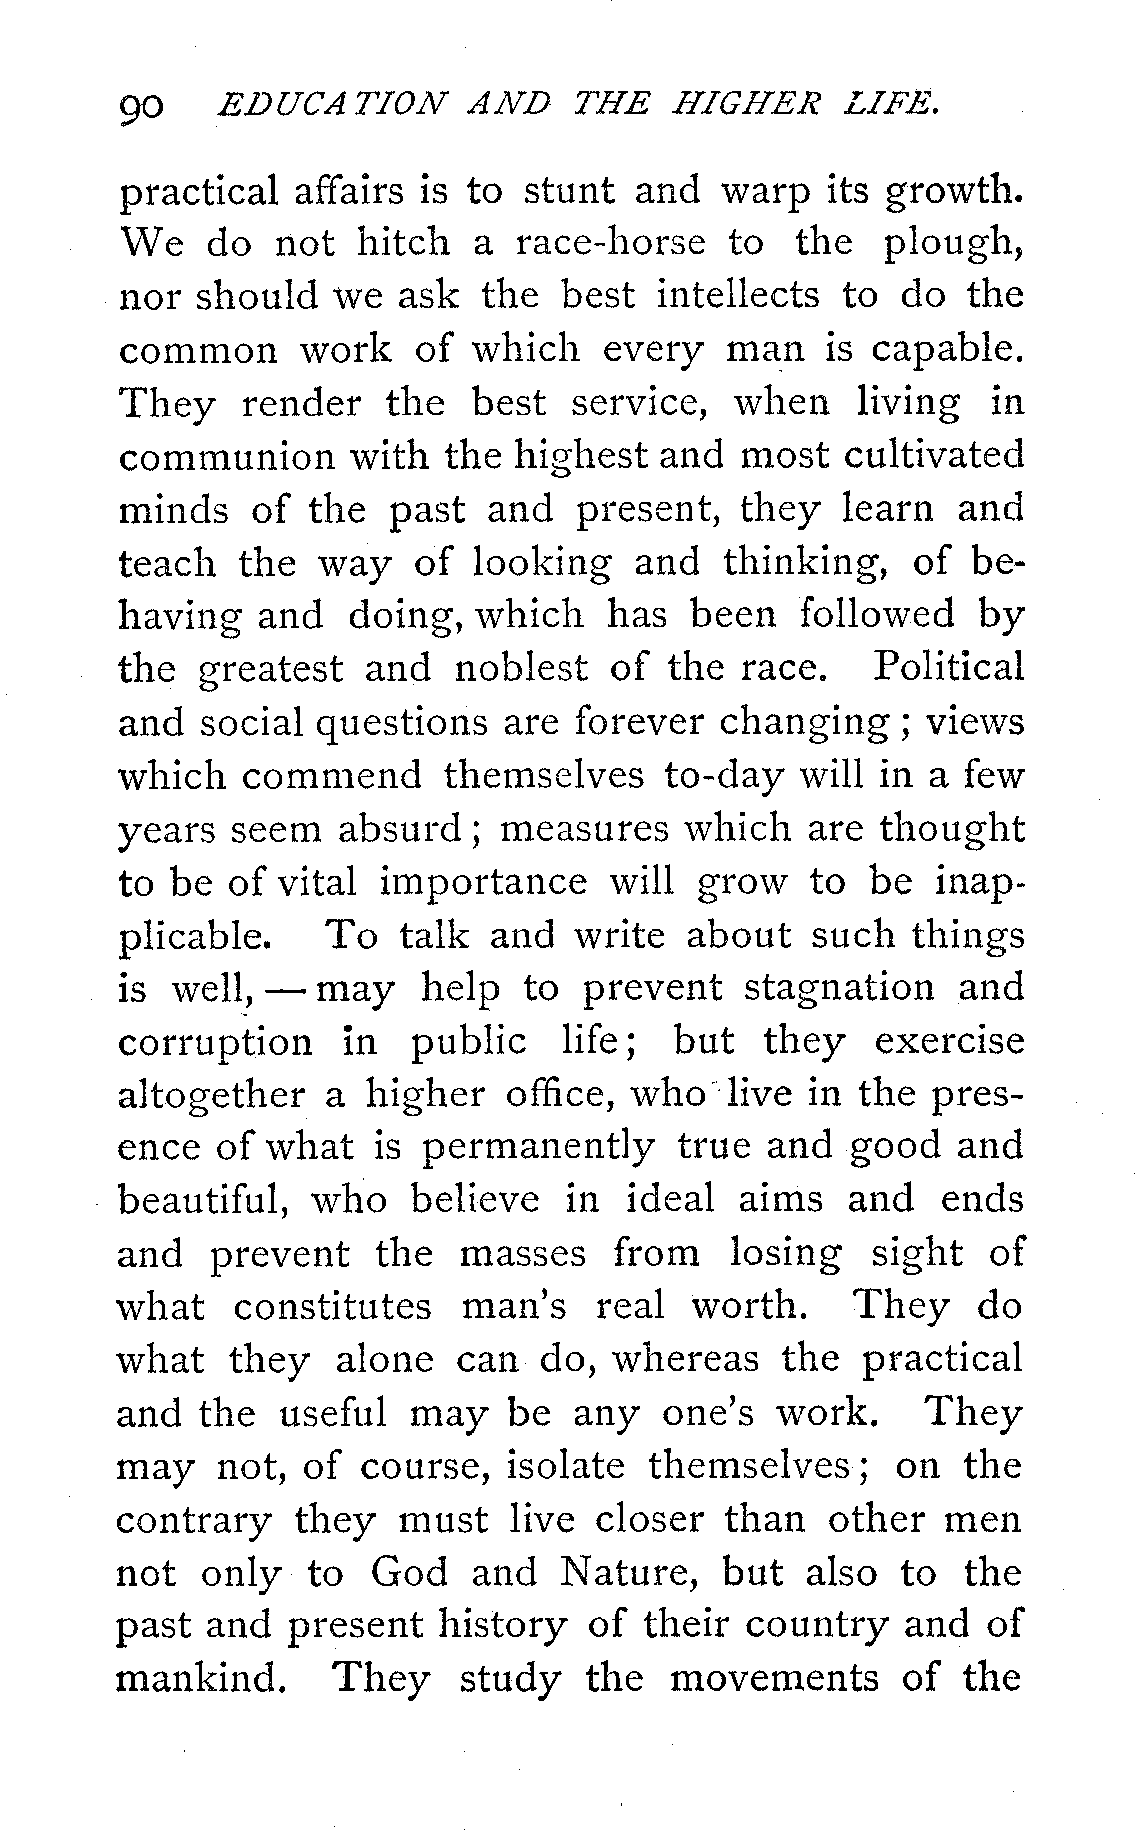 90 EDUCATION AND THE HIGHER LIFE.
practical affairs is to stunt and warp its growth.
We do not hitch a race-horse to the plough,
nor should we ask the best intellects to do the
common work of which every man is capable.
They render the best service, when living in
communion with the highest and most cultivated
minds of the past and present, they learn and
teach the way of looking and thinking, of be-
having and doing, which has been followed by
the greatest and noblest of the race. Political
and social questions are forever changing ; views
which commend themselves to-day will in a few
years seem absurd ; measures which are thought
to be of vital importance will grow to be inap-
plicable. To talk and write about such things
is well, — may help to prevent stagnation and
corruption in public life ; but they exercise
altogether a higher office, who live in the pres-
ence of what is permanently true and good and
beautiful, who believe in ideal aims and ends
and prevent the masses from losing sight of
what constitutes man's real worth. They do
what they alone can do, whereas the practical
and the useful may be any one's work. They
may not, of course, isolate themselves ; on the
contrary they must live closer than other men
not only to God and Nature, but also to the
past and present history of their country and of
mankind. They study the movements of the